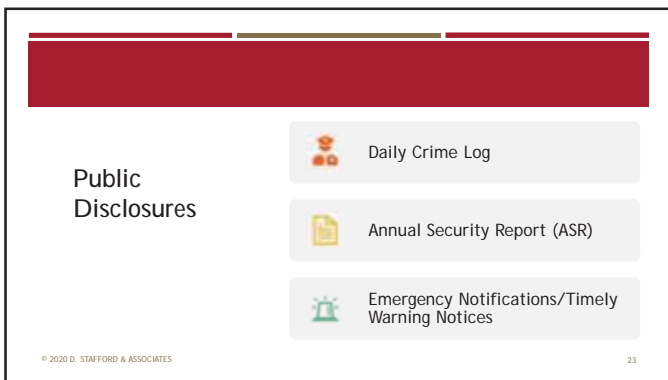 Public
Disclosures
Daily Crime Log
Annual Security Report (ASR)
Emergency Notifications/Timely
Warning Notices
© 2020 D. STAFFORD & ASSOCIATES
23